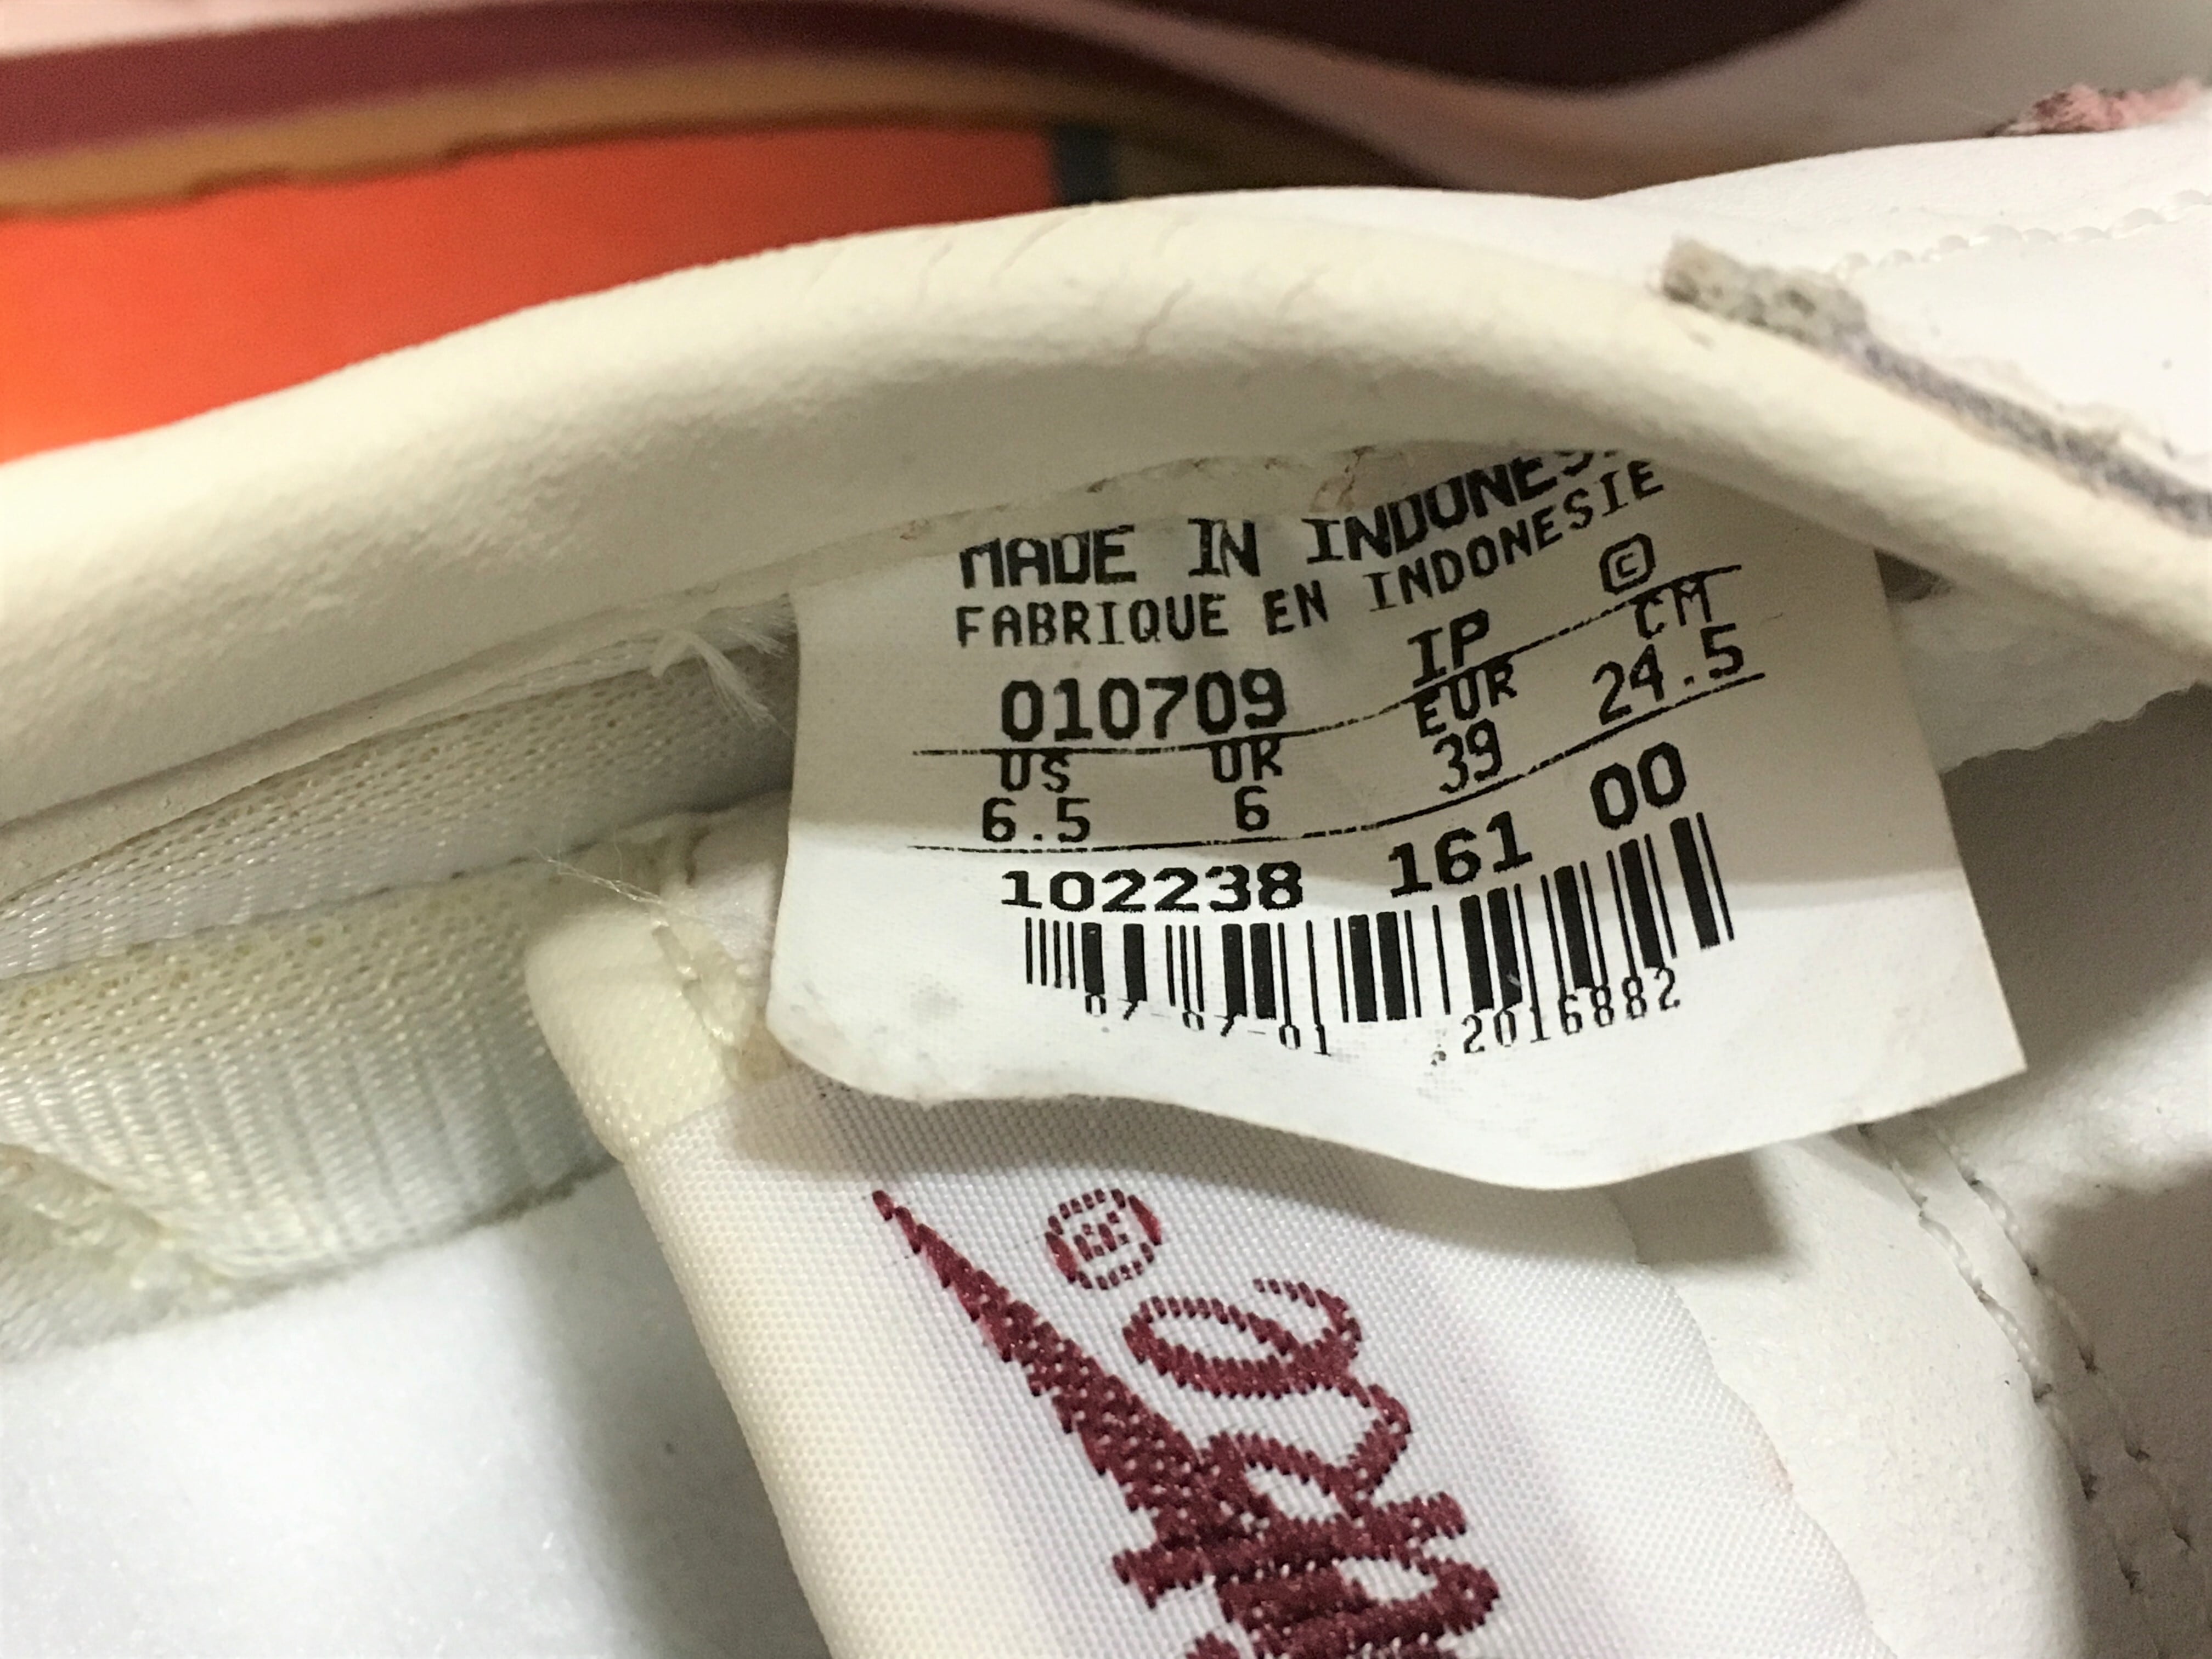 MADE IN INDONES
FABRIQUE EN INDONESIE
©
010709 IP
US UK EUR CM
6.5 6 39 24.5
102238 161 00
07-07-01 2016882
®